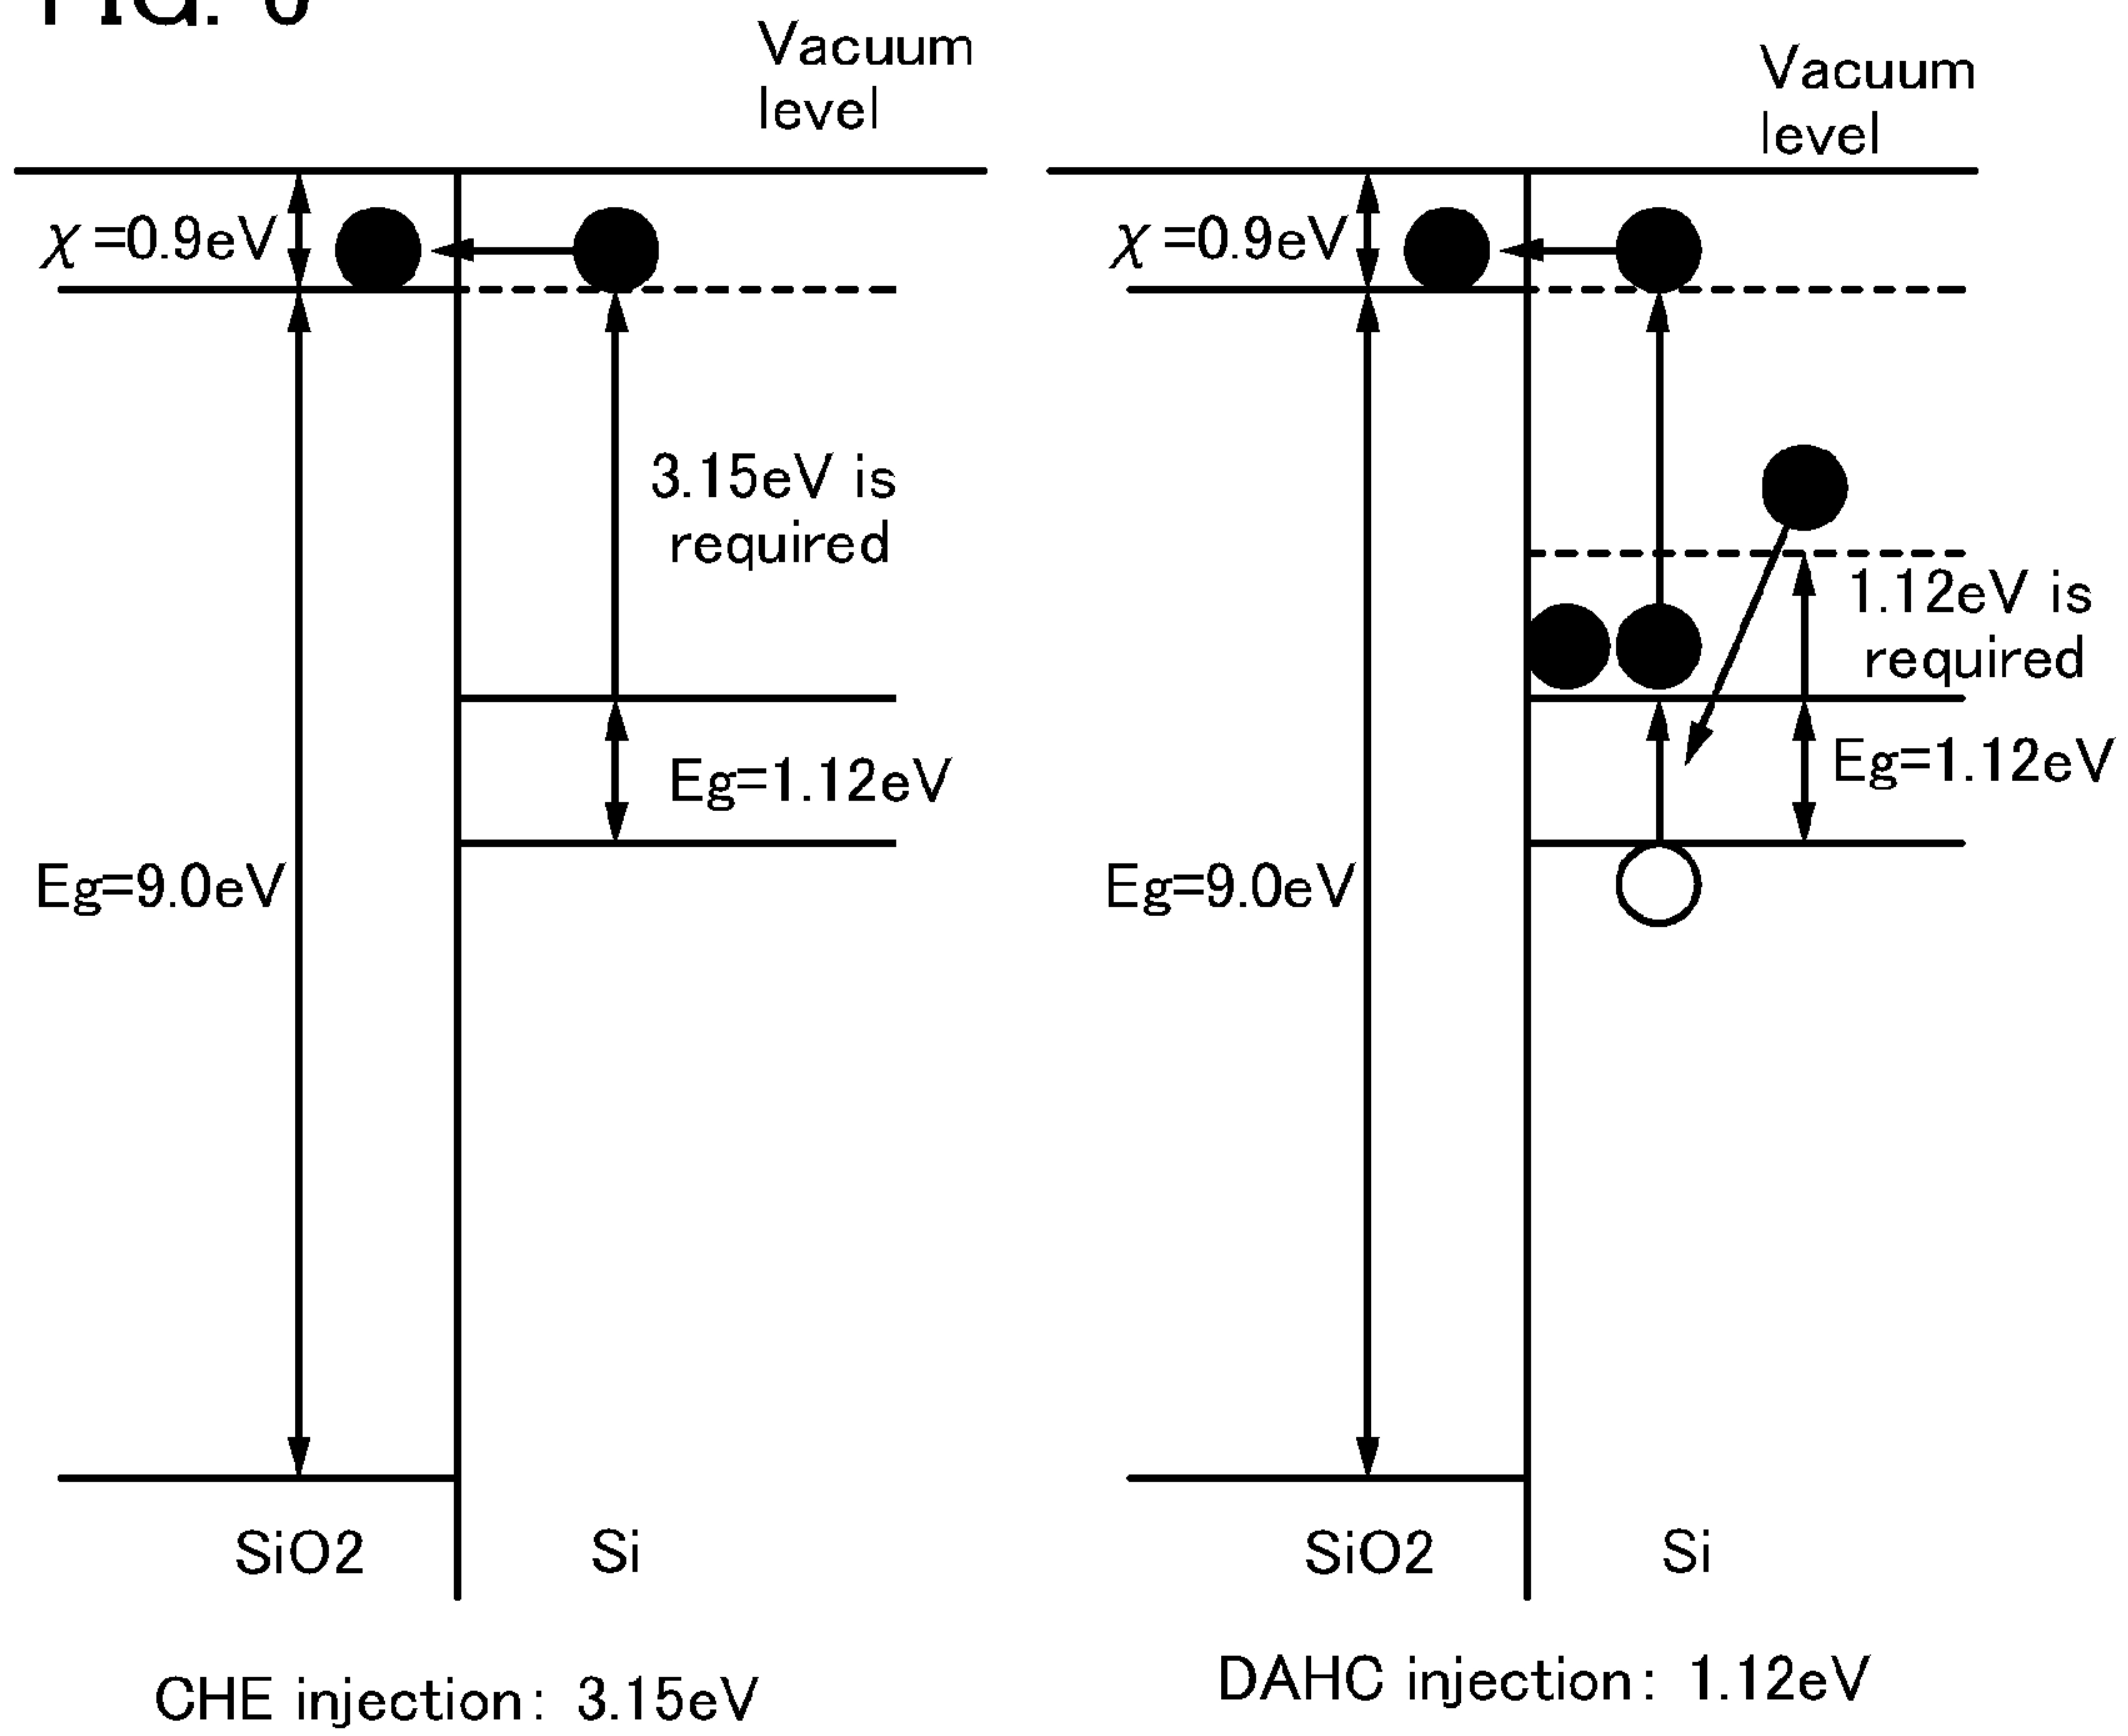 FIG.
Vacuum
level
χ=0.9eV
3.15eV is
required
Eg=1.12eV
Eg=9.0eV
SiO2
Si
CHE injection: 3.15eV
Vacuum
level
χ=0.9eV
1.12eV is
required
Eg=1.12eV
Eg=9.0eV
SiO2
Si
DAHC injection: 1.12eV